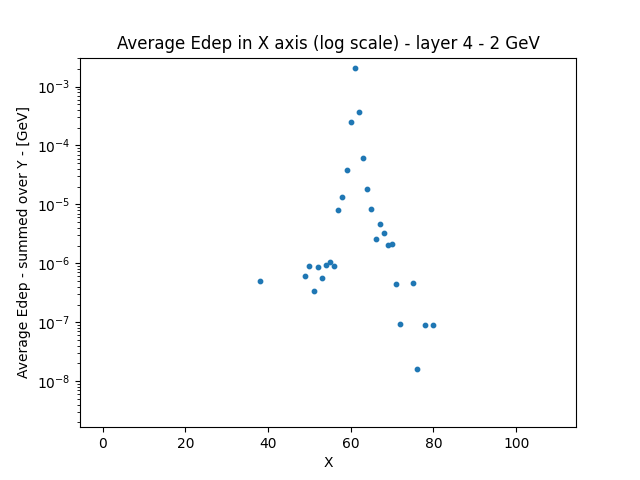 Average Edep in X axis (log scale) - layer 4 - 2 GeV
Average Edep - summed over Y - [GeV]
10⁻³
10⁻⁴
10⁻⁵
10⁻⁶
10⁻⁷
10⁻⁸
0 20 40 60 80 100
X